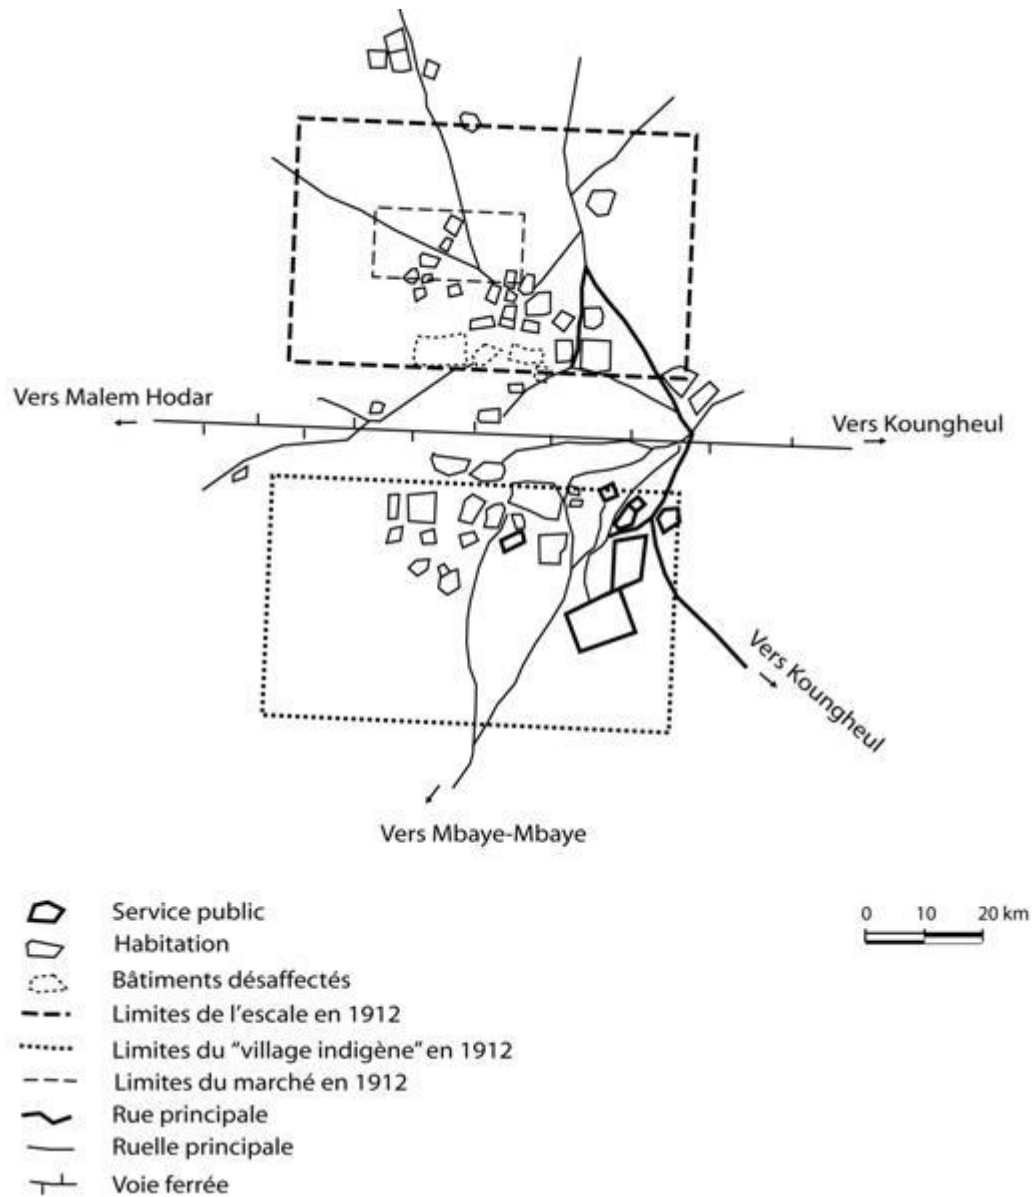 Vers Malem Hodar
Vers Koungheul
Vers Koungheul
Vers Mbaye-Mbaye
Service public
Habitation
Bâtiments désaffectés
Limites de l'escale en 1912
Limites du "village indigène" en 1912
Limites du marché en 1912
Rue principale
Ruelle principale
Voie ferrée
0 10 20 km